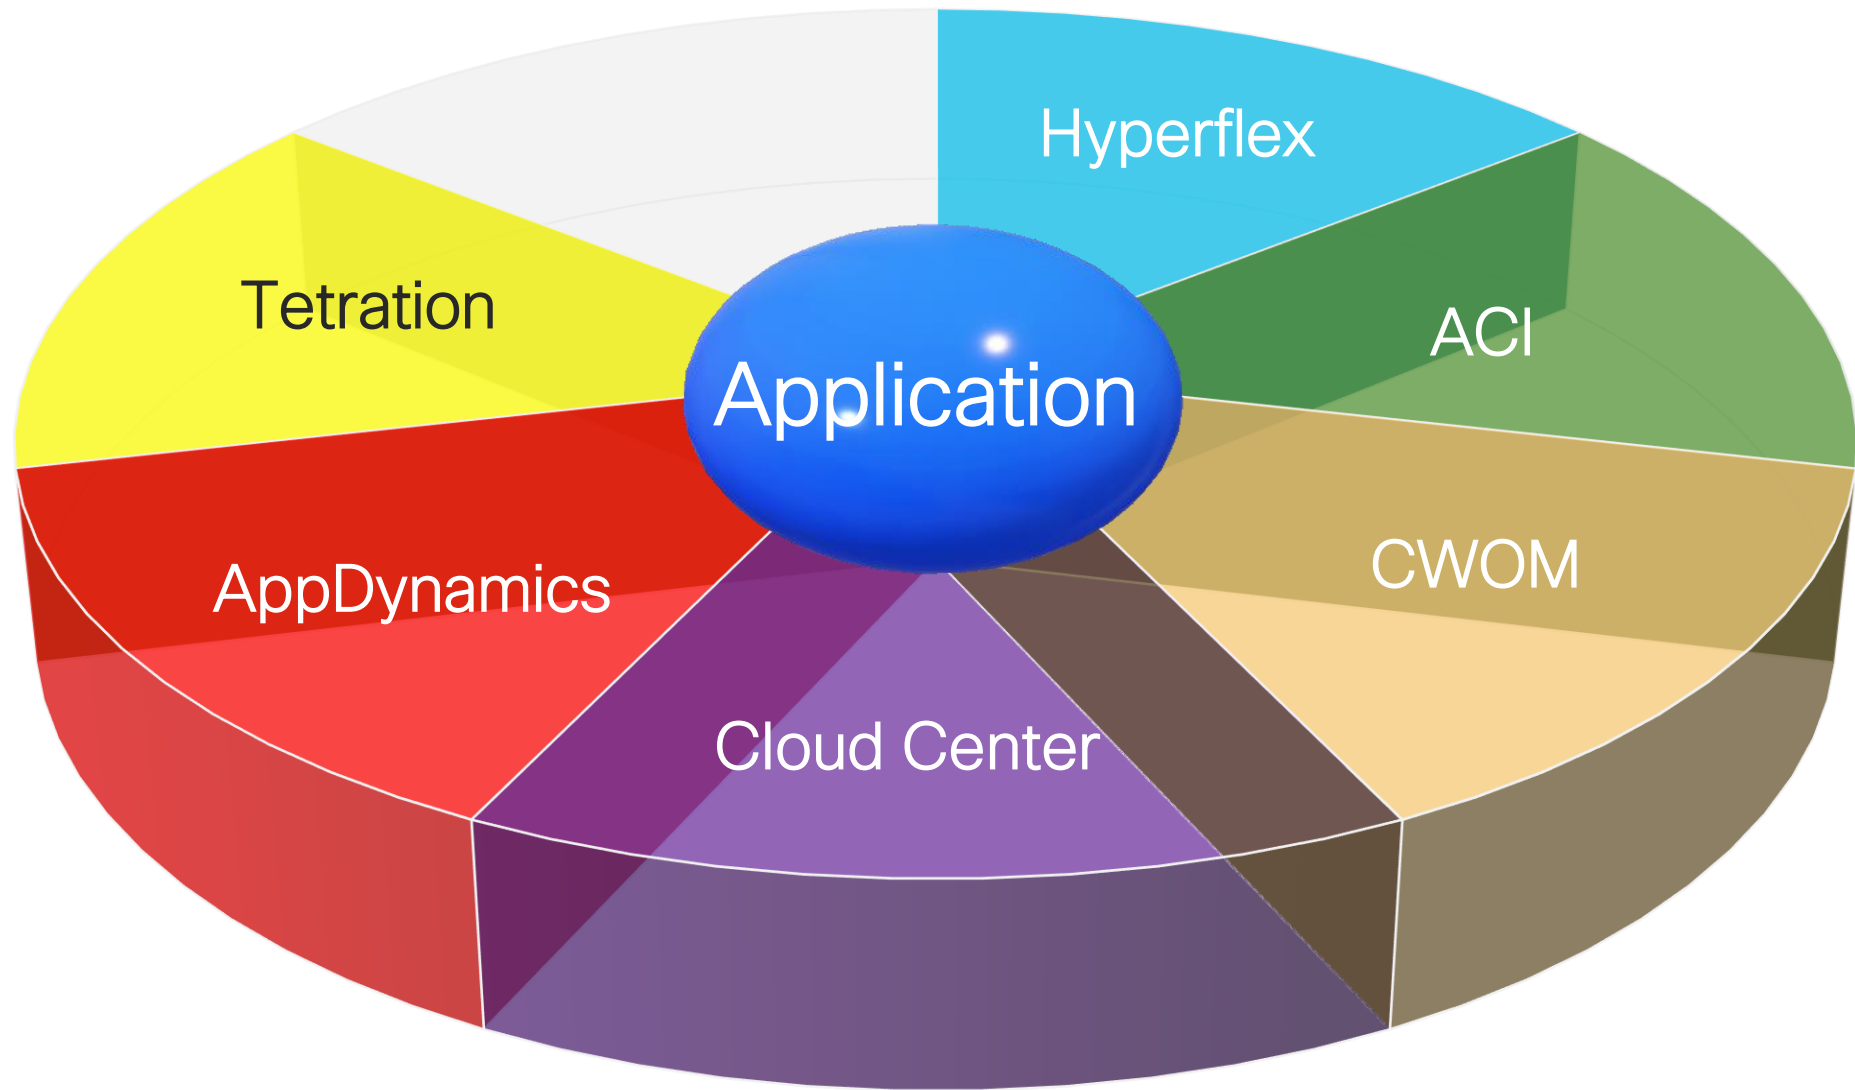 Hyperflex
Tetration
ACI
Application
CWOM
AppDynamics
Cloud Center